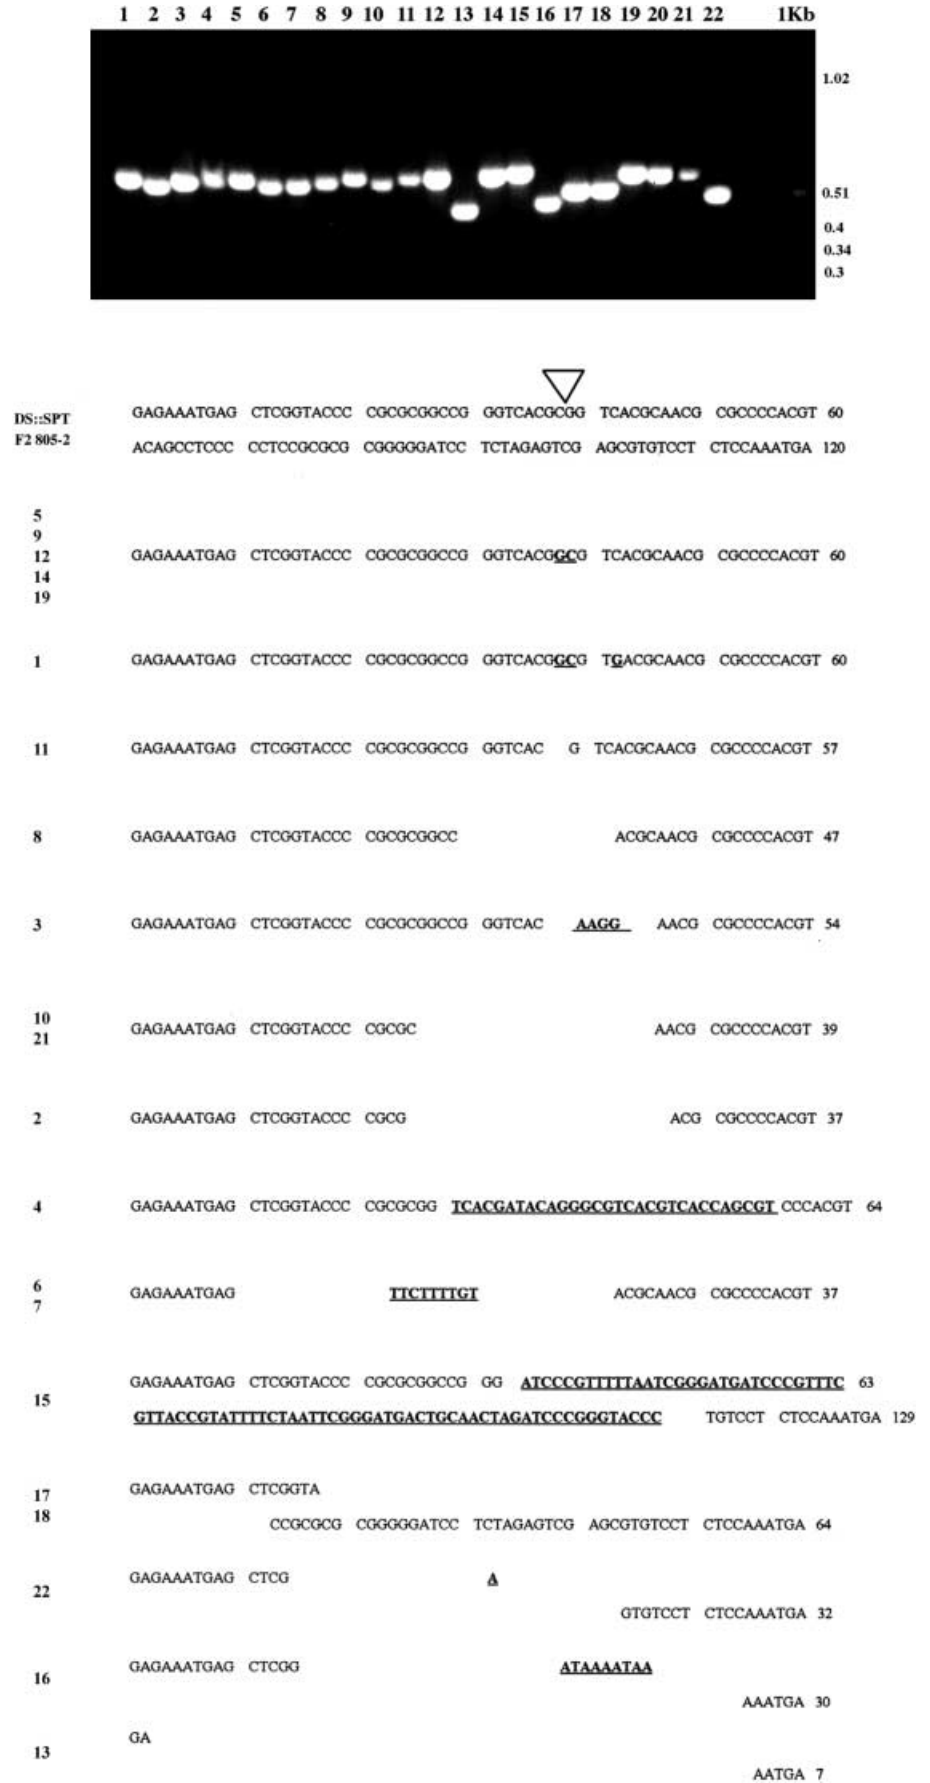 1 2 3 4 5 6 7 8 9 10 11 12 13 14 15 16 17 18 19 20 21 22 1Kb
1.02
0.51
0.4
0.34
0.3
DS::SPT GAGAAATGAG CTCGGTACCC CGCGCGGCCG GGTCACGCGG TCACGCAACG CGCCCCACGT 60
F2 805-2 ACAGCCTCCC CCTCCGCGCG CGGGGGATCC TCTAGAGTCG AGCGTGTCCT CTCCAAATGA 120
5
9
12 GAGAAATGAG CTCGGTACCC CGCGCGGCCG GGTCACGGCG TCACGCAACG CGCCCCACGT 60
14
19
1 GAGAAATGAG CTCGGTACCC CGCGCGGCCG GGTCACGGCG TGACGCAACG CGCCCCACGT 60
11 GAGAAATGAG CTCGGTACCC CGCGCGGCCG GGTCAC G TCACGCAACG CGCCCCACGT 57
8 GAGAAATGAG CTCGGTACCC CGCGCGGCC ACGCAACG CGCCCCACGT 47
3 GAGAAATGAG CTCGGTACCC CGCGCGGCCG GGTCAC AAGG AACG CGCCCCACGT 54
10
21 GAGAAATGAG CTCGGTACCC CGCGC AACG CGCCCCACGT 39
2 GAGAAATGAG CTCGGTACCC CGCG ACG CGCCCCACGT 37
4 GAGAAATGAG CTCGGTACCC CGCGCGG TCACGATACAGGGCGTCACGTCACCAGCGT CCCACGT 64
6
7 GAGAAATGAG TTCTTTTGT ACGCAACG CGCCCCACGT 37
15 GAGAAATGAG CTCGGTACCC CGCGCGGCCG GG ATCCCGTTTTTAATCGGGATGATCCCGTTTC 63
GTTACCGTATTTTCTAATTCGGGATGACTGCAACTAGATCCCGGGTACCC TGTCCT CTCCAAATGA 129
17 GAGAAATGAG CTCGGTA
18 CCGCGCG CGGGGGATCC TCTAGAGTCG AGCGTGTCCT CTCCAAATGA 64
22 GAGAAATGAG CTCG A
GTGTCCT CTCCAAATGA 32
16 GAGAAATGAG CTCGG ATAAAATAA
AAATGA 30
13 GA
AATGA 7